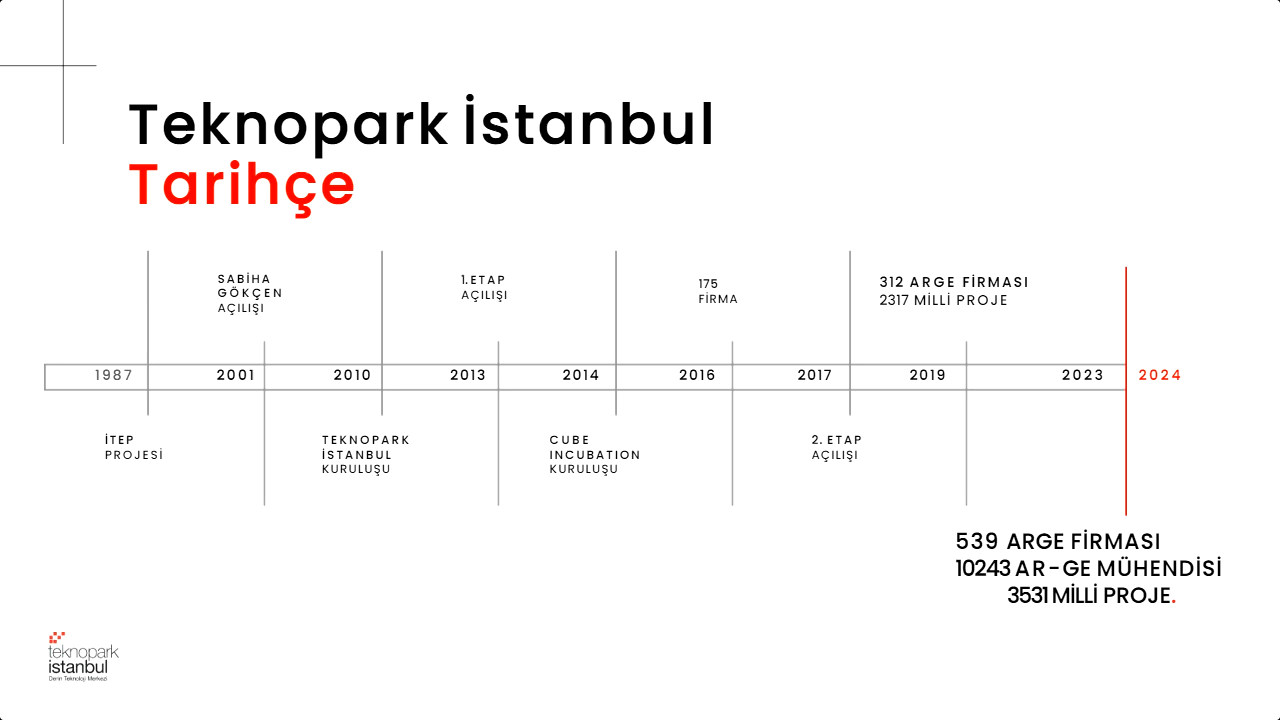 Teknopark İstanbul
Tarihçe
SABİHA
GÖKÇEN
AÇILIŞI
1.ETAP
AÇILIŞI
175
FİRMA
312 ARGE FİRMASI
2317 MİLLİ PROJE
1987
2001
2010
2013
2014
2016
2017
2019
2023
2024
İTEP
PROJESİ
TEKNOPARK
İSTANBUL
KURULUŞU
CUBE
INCUBATION
KURULUŞU
2. ETAP
AÇILIŞI
539 ARGE FİRMASI
10243 AR-GE MÜHENDİSİ
3531 MİLLİ PROJE.
teknopark
istanbul
Derin Teknoloji Merkezi